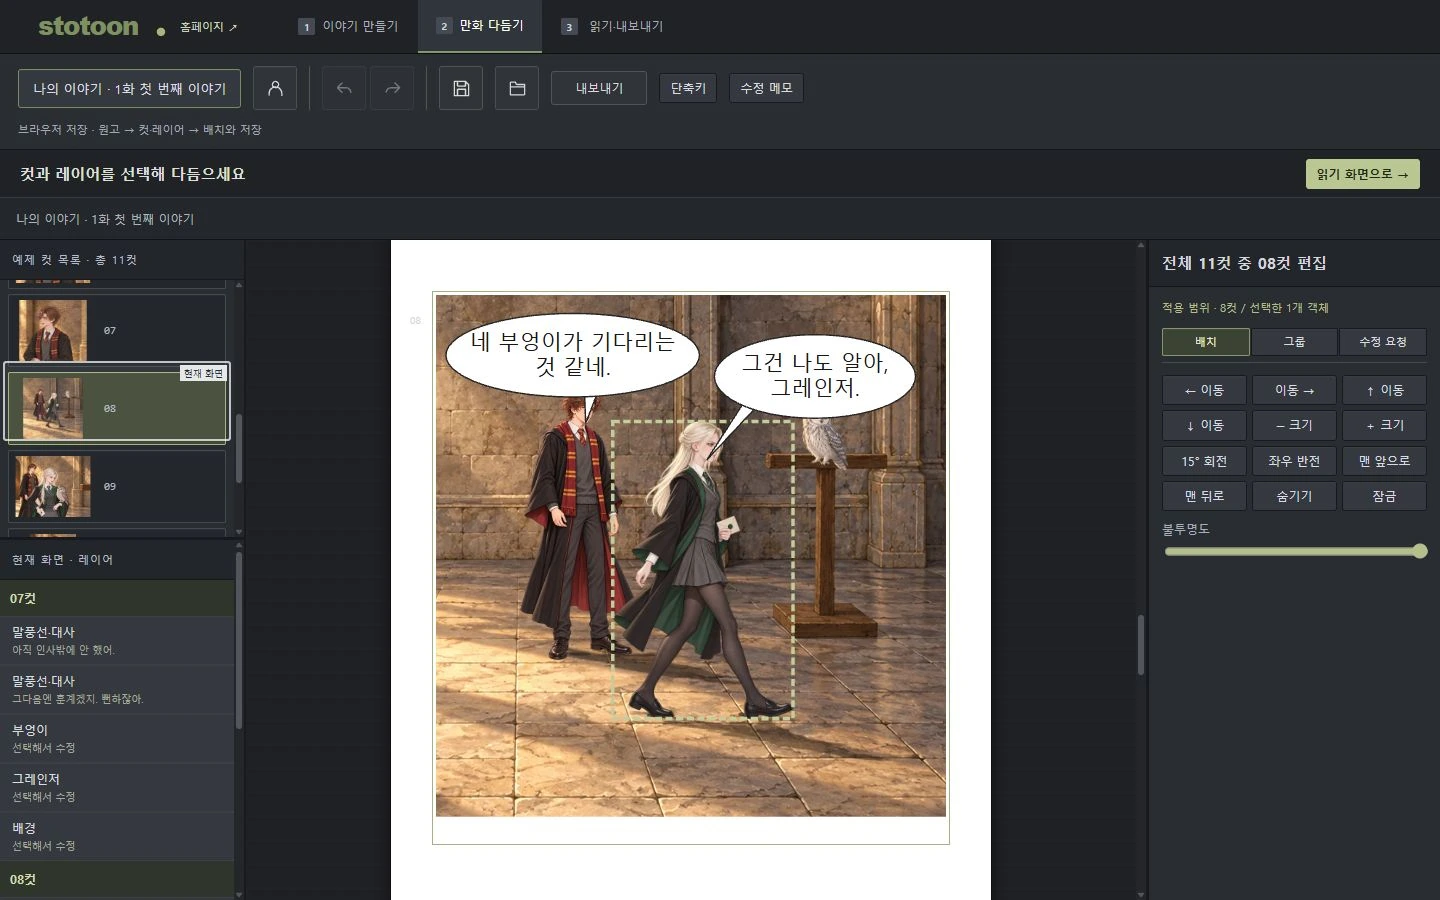 stotoon
홈페이지 ↗
1 이야기 만들기
2 만화 다듬기
3 읽기·내보내기
나의 이야기 · 1화 첫 번째 이야기
내보내기
단축키
수정 메모
브라우저 저장 · 원고 → 컷·레이어 → 배치와 저장
컷과 레이어를 선택해 다듬으세요
읽기 화면으로 →
나의 이야기 · 1화 첫 번째 이야기
예제 컷 목록 · 총 11컷
07
현재 화면
08
09
현재 화면 · 레이어
07컷
말풍선·대사
아직 인사밖에 안 했어.
말풍선·대사
그다음엔 훈계겠지. 뻔하잖아.
부엉이
선택해서 수정
그레인저
선택해서 수정
배경
선택해서 수정
08컷
08
네 부엉이가 기다리는
것 같네.
그건 나도 알아,
그레인저.
전체 11컷 중 08컷 편집
적용 범위 · 8컷 / 선택한 1개 객체
배치
그룹
수정 요청
← 이동
이동 →
↑ 이동
↓ 이동
− 크기
+ 크기
15° 회전
좌우 반전
맨 앞으로
맨 뒤로
숨기기
잠금
불투명도